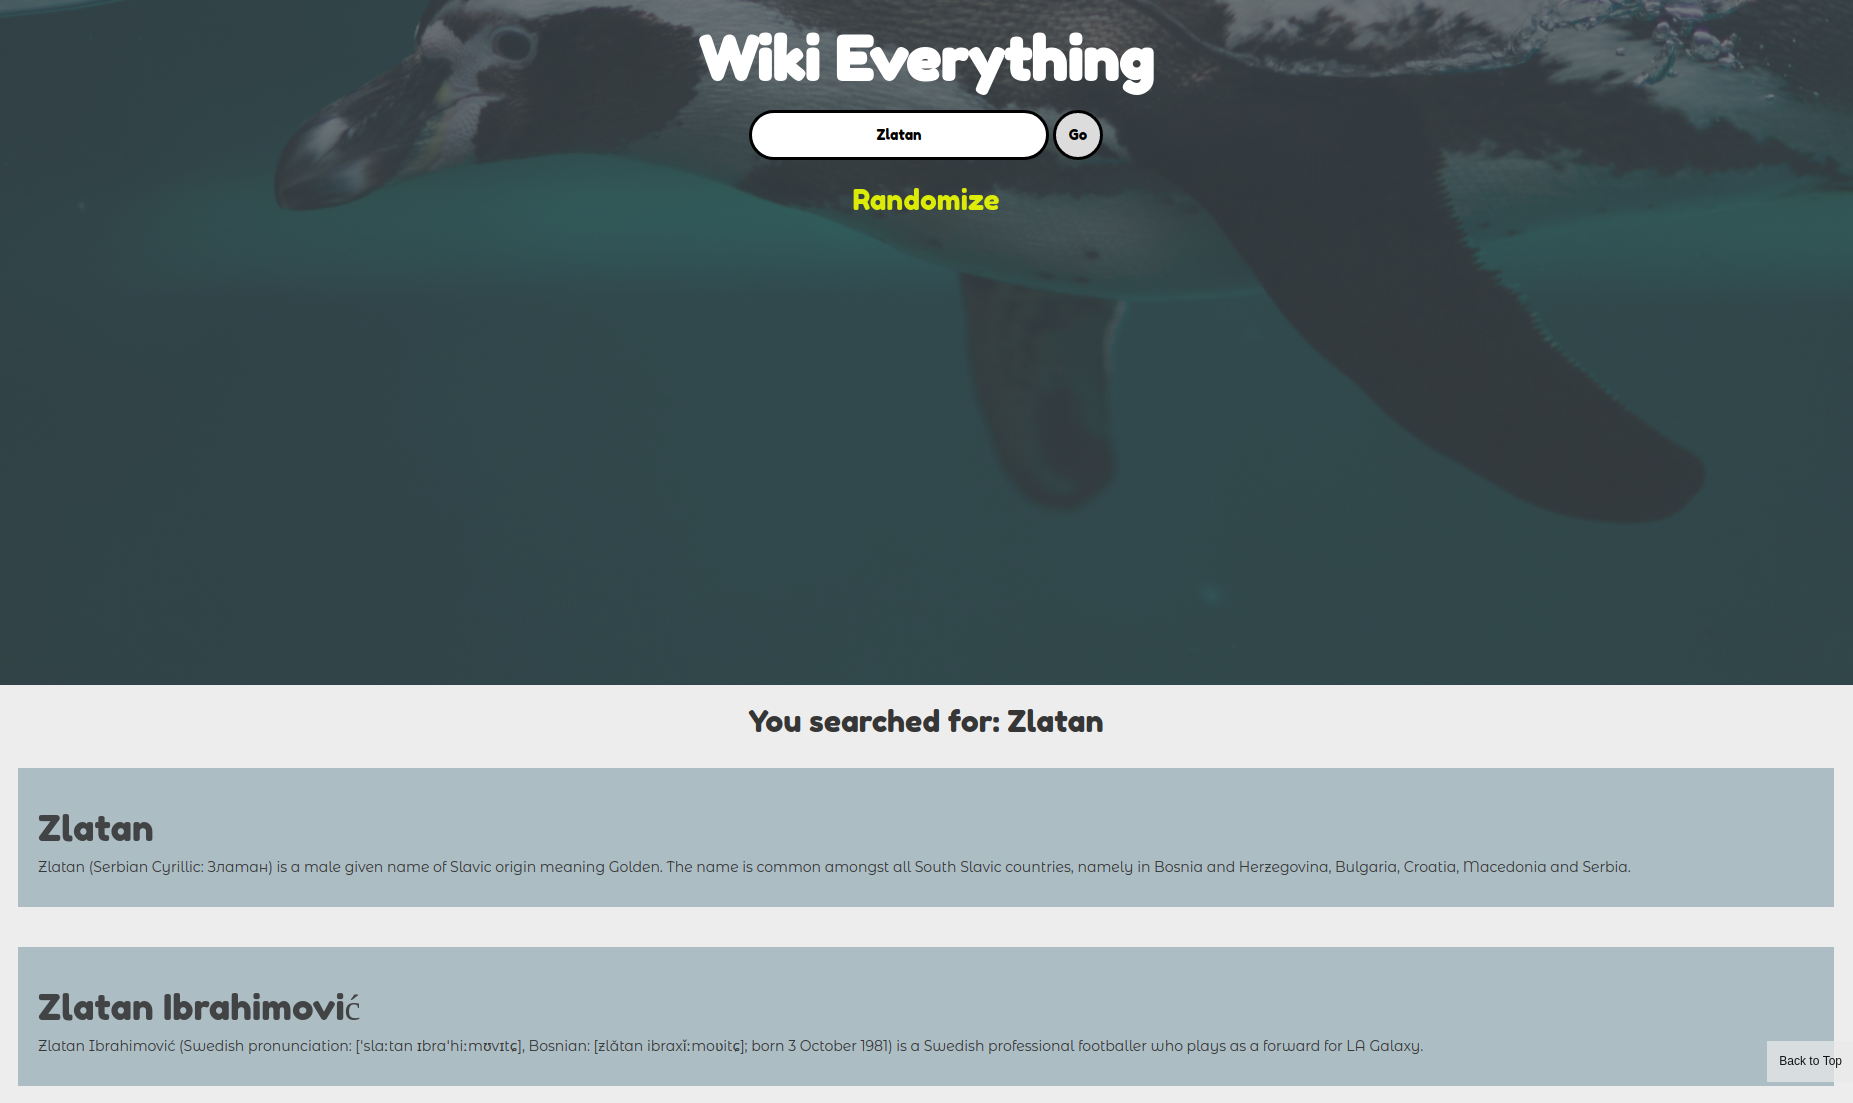 Wiki Everything
Zlatan
Go
Randomize
You searched for: Zlatan
Zlatan
Zlatan (Serbian Cyrillic: Златан) is a male given name of Slavic origin meaning Golden. The name is common amongst all South Slavic countries, namely in Bosnia and Herzegovina, Bulgaria, Croatia, Macedonia and Serbia.
Zlatan Ibrahimović
Zlatan Ibrahimović (Swedish pronunciation: [ˈslaːtan ɪbraˈhiːmʊvɪtɕ], Bosnian: [zlǎtan ibraxǐːmoʋitɕ]; born 3 October 1981) is a Swedish professional footballer who plays as a forward for LA Galaxy.
Back to Top